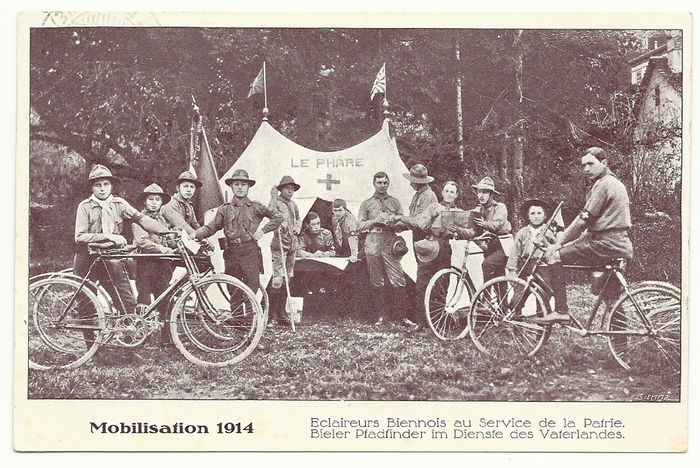 LE PHARE
Mobilisation 1914
Eclaireurs Biennois au Service de la Patrie.
Bieler Pfadfinder im Dienste des Vaterlandes.